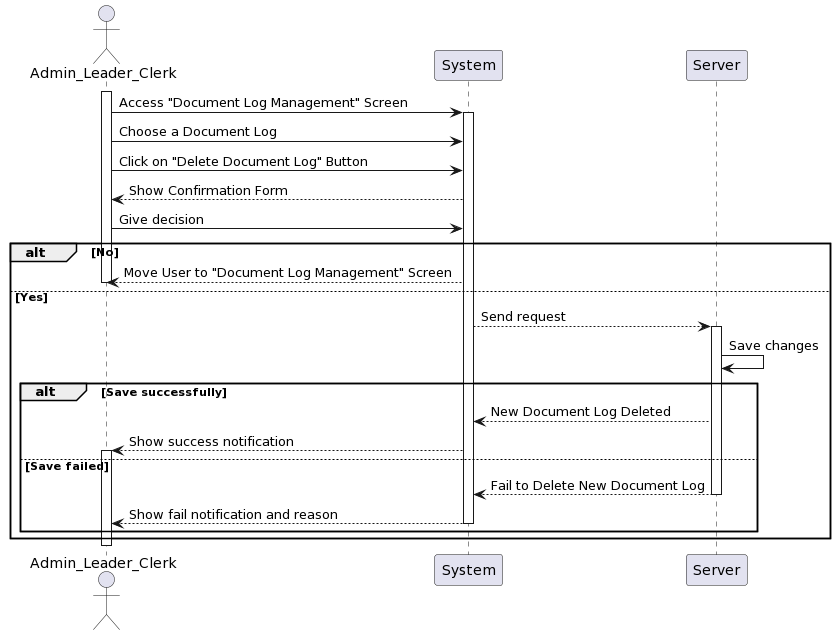 Admin_Leader_Clerk
System
Server
Access "Document Log Management" Screen
Choose a Document Log
Click on "Delete Document Log" Button
Show Confirmation Form
Give decision
alt
[No]
Move User to "Document Log Management" Screen
[Yes]
Send request
Save changes
alt
[Save successfully]
New Document Log Deleted
Show success notification
[Save failed]
Fail to Delete New Document Log
Show fail notification and reason
Admin_Leader_Clerk
System
Server